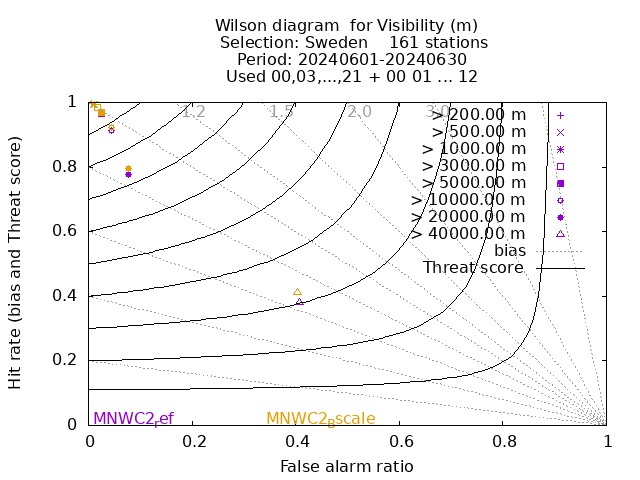 Wilson diagram  for Visibility (m)
Selection: Sweden    161 stations
Period: 20240601-20240630
Used 00,03,...,21 + 00 01 ... 12
Hit rate (bias and Threat score)
1
0.8
0.6
0.4
0.2
0
1.2
1.5
2.0
3.0
> 200.00 m
> 500.00 m
> 1000.00 m
> 3000.00 m
> 5000.00 m
> 10000.00 m
> 20000.00 m
> 40000.00 m
bias
Threat score
MNWC2ref MNWC2Bscale
0 0.2 0.4 0.6 0.8 1
False alarm ratio